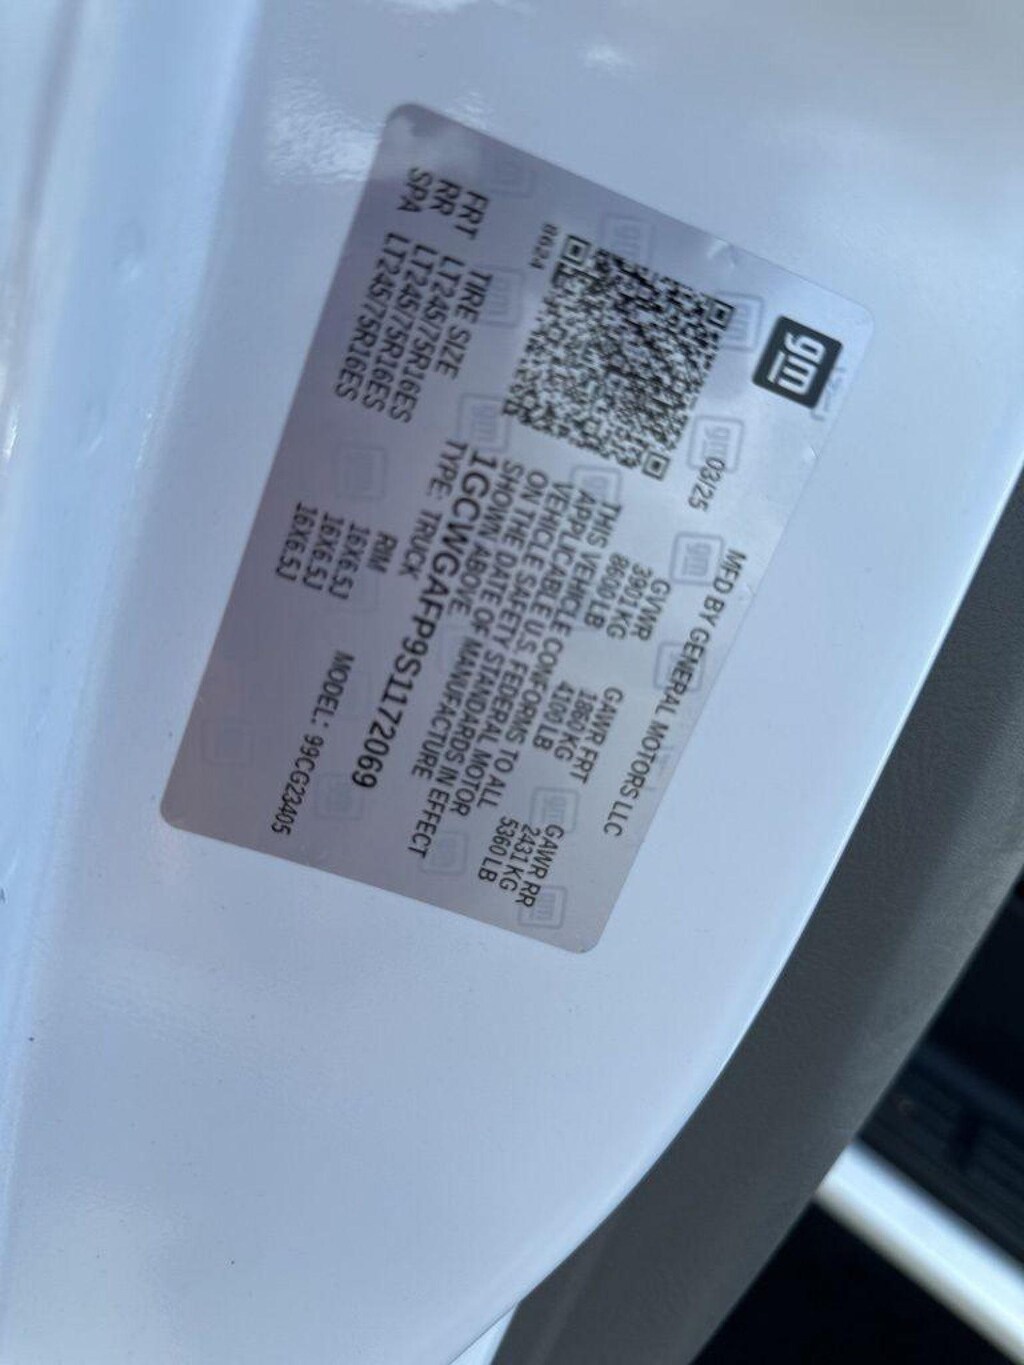 gm
MFD BY GENERAL MOTORS LLC
03/25
GVWR GAWR FRT GAWR RR
3901 KG 1860 KG 2431 KG
8600 LB 4100 LB 5360 LB
THIS VEHICLE CONFORMS TO ALL
APPLICABLE U.S. FEDERAL MOTOR
VEHICLE SAFETY STANDARDS IN EFFECT
ON THE DATE OF MANUFACTURE
SHOWN ABOVE.
1GCWGAFP9S1172069
TYPE: TRUCK
8624
TIRE SIZE RIM MODEL: 99CG23405
FRT LT245/75R16ES 16X6.5J
RR LT245/75R16ES 16X6.5J
SPA LT245/75R16ES 16X6.5J